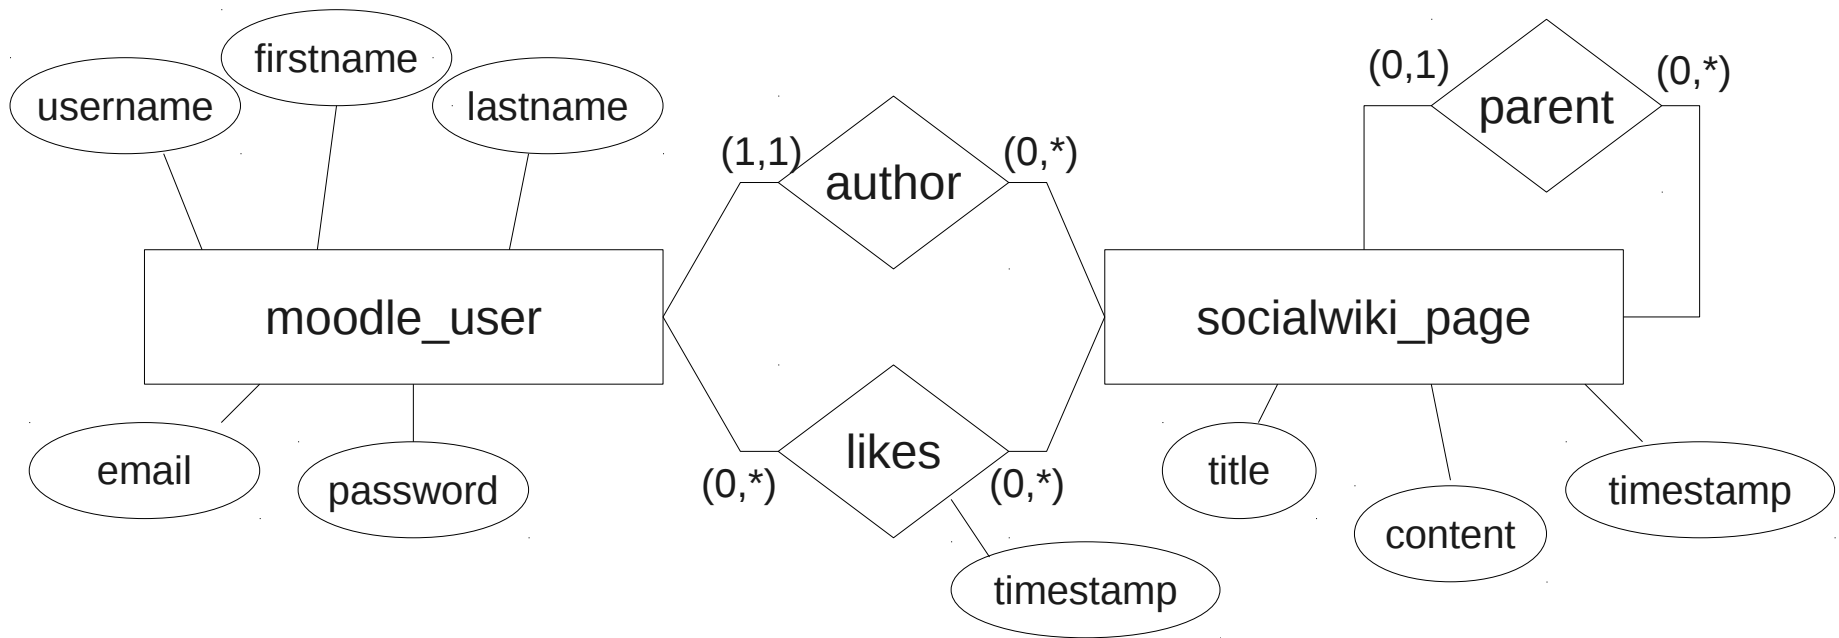 firstname
username
lastname
(1,1)
author
(0,*)
(0,1)
parent
(0,*)
moodle_user
socialwiki_page
email
password
(0,*)
likes
(0,*)
timestamp
title
content
timestamp